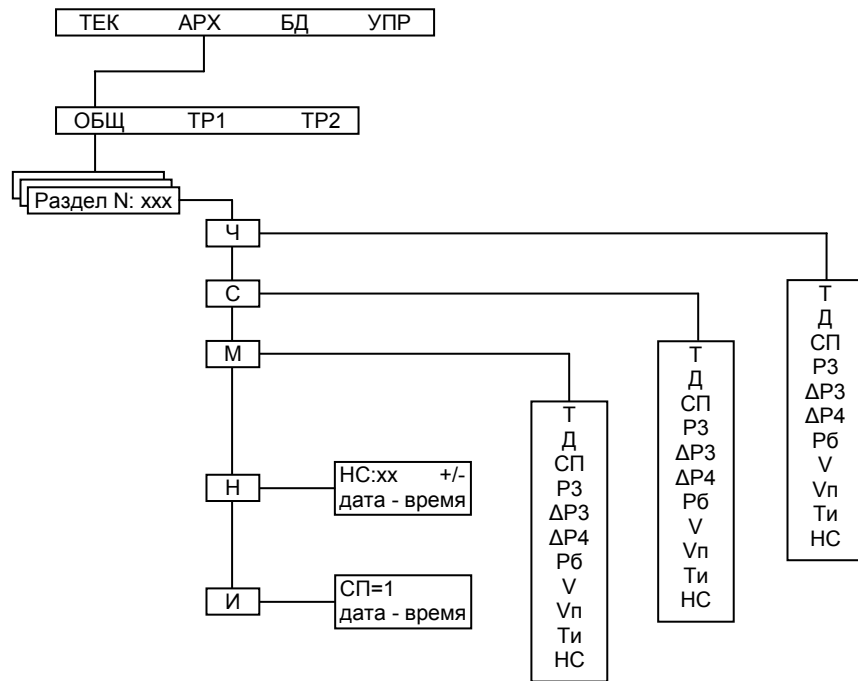 ТЕК АРХ БД УПР
ОБЩ ТР1 ТР2
Раздел N: xxx
Ч
С
М
Н
И
НС:xx +/-
дата - время
СП=1
дата - время
Т
Д
СП
Р3
ΔР3
ΔР4
Рб
V
Vп
Ти
НС
Т
Д
СП
Р3
ΔР3
ΔР4
Рб
V
Vп
Ти
НС
Т
Д
СП
Р3
ΔР3
ΔР4
Рб
V
Vп
Ти
НС